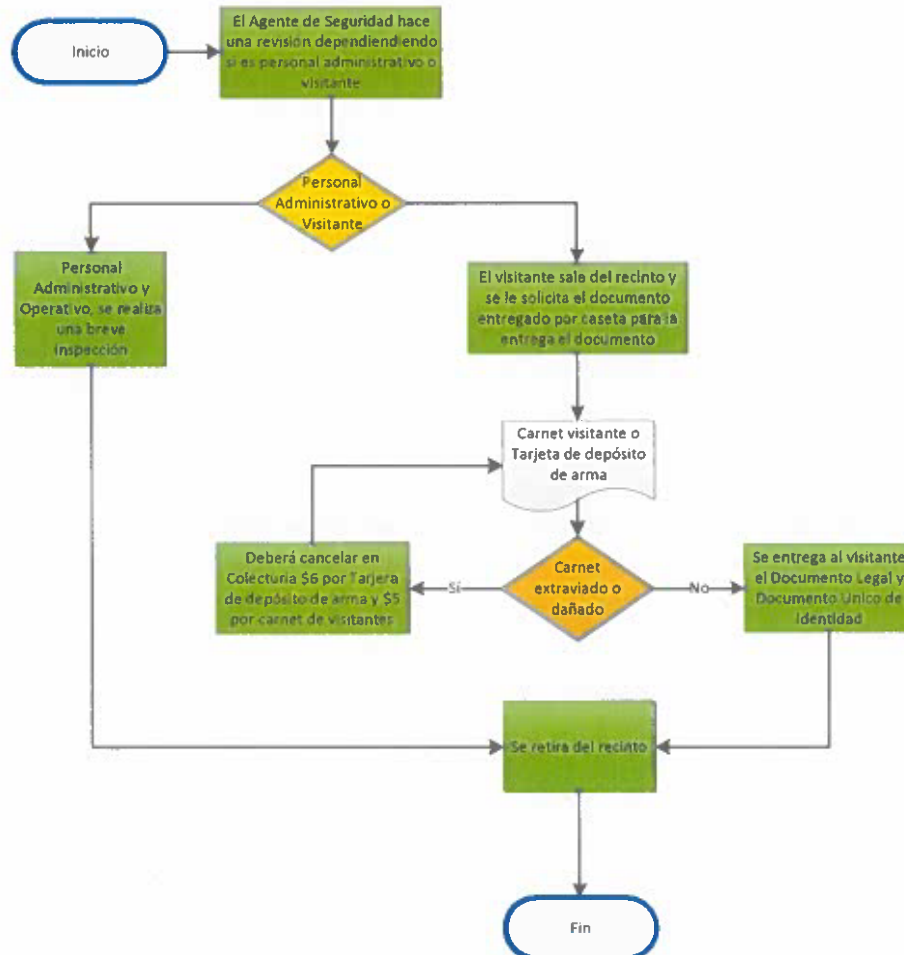 Inicio
El Agente de Seguridad hace
una revisión dependiendiendo
si es personal administrativo o
visitante
Personal
Administrativo o
Visitante
Personal
Administrativo y
Operativo, se realiza
una breve
inspección
El visitante sale del recinto y
se le solicita el documento
entregado por caseta para la
entrega el documento
Carnet visitante o
Tarjeta de depósito
de arma
Deberá cancelar en
Colecturia $6 por Tarjera
de depósito de arma y $5
por carnet de visitantes
Sí
Carnet
extraviado o
dañado
No
Se entrega al visitante
el Documento Legal y
Documento Unico de
Identidad
Se retira del recinto
Fin